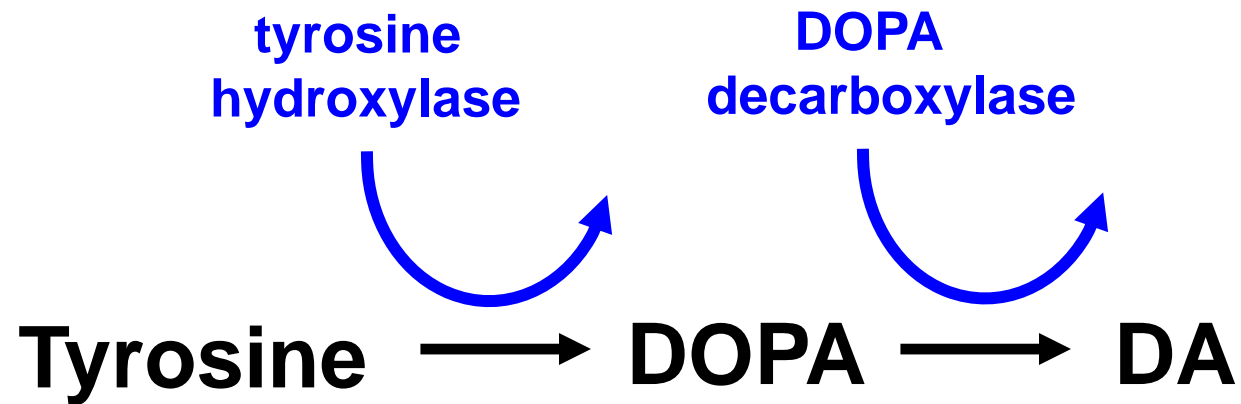 tyrosine
hydroxylase
DOPA
decarboxylase
Tyrosine DOPA DA